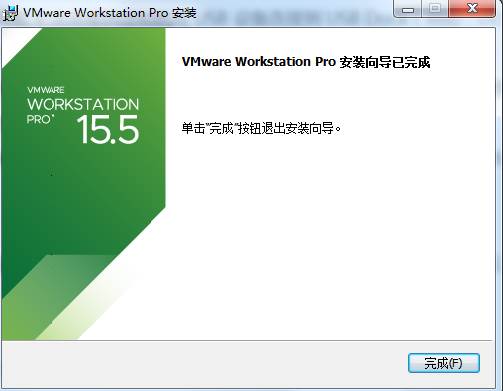 VMware Workstation Pro 安装
VMWARE
WORKSTATION
PRO™
15.5
VMware Workstation Pro 安装向导已完成
单击“完成”按钮退出安装向导。
完成(F)